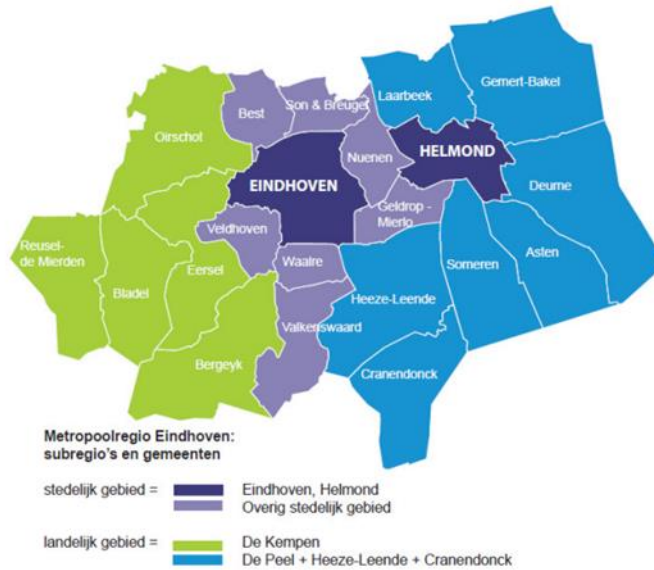 Gemert-Bakel
Laarbeek
Best
Son & Breugel
Oirschot
Nuenen
HELMOND
EINDHOVEN
Deurne
Geldrop -
Mierlo
Veldhoven
Reusel-
de Mierden
Waalre
Asten
Eersel
Someren
Bladel
Heeze-Leende
Valkenswaard
Bergeyk
Cranendonck
Metropoolregio Eindhoven:
subregio's en gemeenten
stedelijk gebied =
Eindhoven, Helmond
Overig stedelijk gebied
landelijk gebied =
De Kempen
De Peel + Heeze-Leende + Cranendonck